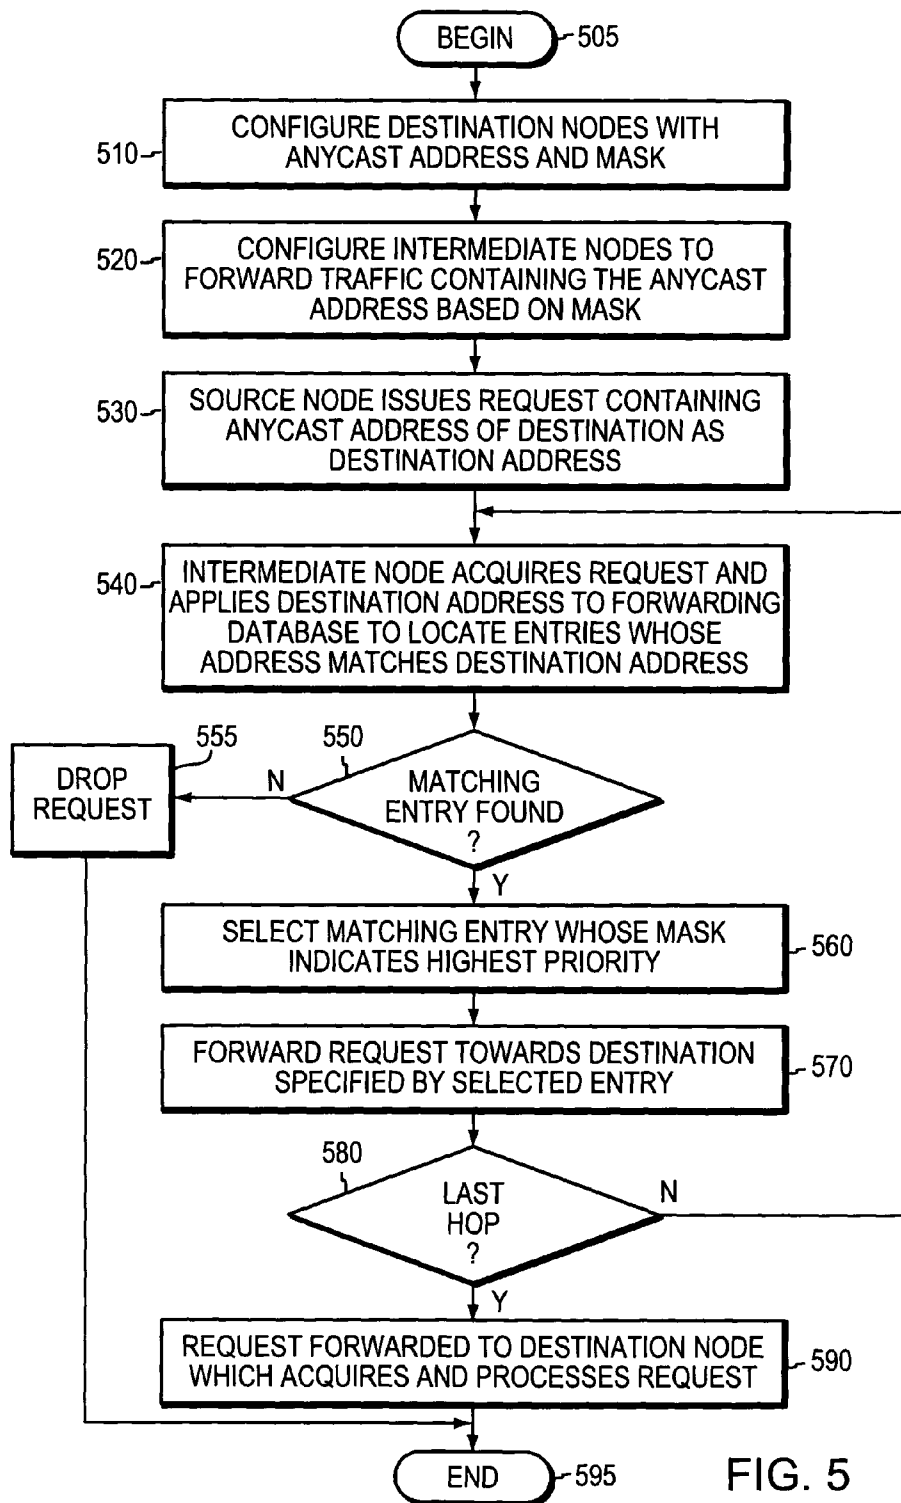 BEGIN
505
CONFIGURE DESTINATION NODES WITH
ANYCAST ADDRESS AND MASK
510
CONFIGURE INTERMEDIATE NODES TO
FORWARD TRAFFIC CONTAINING THE ANYCAST
ADDRESS BASED ON MASK
520
SOURCE NODE ISSUES REQUEST CONTAINING
ANYCAST ADDRESS OF DESTINATION AS
DESTINATION ADDRESS
530
INTERMEDIATE NODE ACQUIRES REQUEST AND
APPLIES DESTINATION ADDRESS TO FORWARDING
DATABASE TO LOCATE ENTRIES WHOSE
ADDRESS MATCHES DESTINATION ADDRESS
540
550
MATCHING
ENTRY FOUND
?
N
555
DROP
REQUEST
Y
SELECT MATCHING ENTRY WHOSE MASK
INDICATES HIGHEST PRIORITY
560
FORWARD REQUEST TOWARDS DESTINATION
SPECIFIED BY SELECTED ENTRY
570
580
LAST
HOP
?
N
Y
REQUEST FORWARDED TO DESTINATION NODE
WHICH ACQUIRES AND PROCESSES REQUEST
590
END
595
FIG. 5